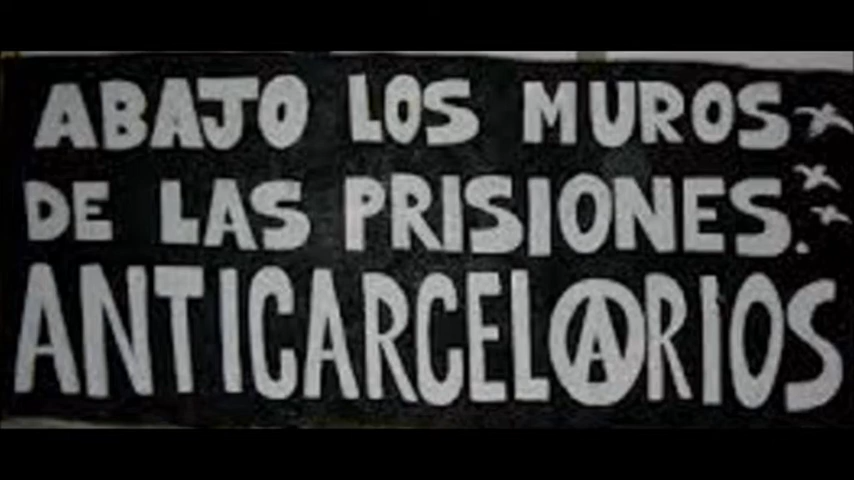 ABAJO LOS MUROS
DE LAS PRISIONES.
ANTICARCELARIOS